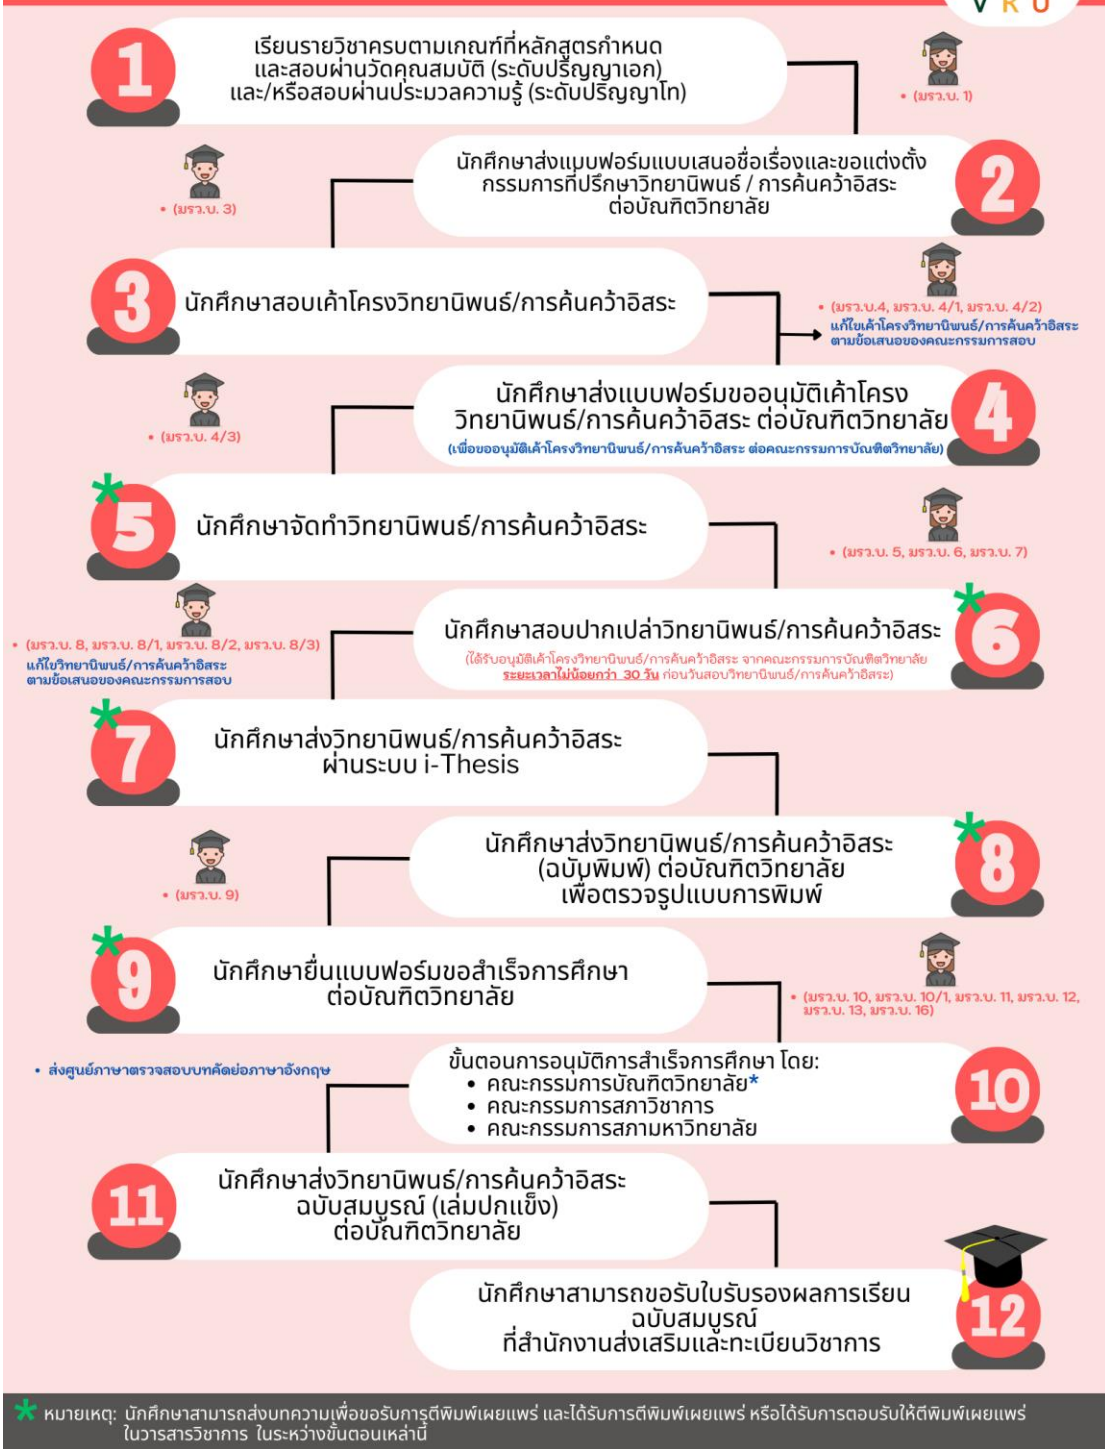 VRU
1
เรียนรายวิชาครบตามเกณฑ์ที่หลักสูตรกำหนด
และสอบผ่านวัดคุณสมบัติ (ระดับปริญญาเอก)
และ/หรือสอบผ่านประมวลความรู้ (ระดับปริญญาโท)
• (มรว.บ. 1)
นักศึกษาส่งแบบฟอร์มแบบเสนอชื่อเรื่องและขอแต่งตั้ง
กรรมการที่ปรึกษาวิทยานิพนธ์ / การค้นคว้าอิสระ
ต่อบัณฑิตวิทยาลัย
2
• (มรว.บ. 3)
3
นักศึกษาสอบเค้าโครงวิทยานิพนธ์/การค้นคว้าอิสระ
• (มรว.บ.4, มรว.บ. 4/1, มรว.บ. 4/2)
แก้ไขเค้าโครงวิทยานิพนธ์/การค้นคว้าอิสระ
ตามข้อเสนอของคณะกรรมการสอบ
นักศึกษาส่งแบบฟอร์มขออนุมัติเค้าโครง
วิทยานิพนธ์/การค้นคว้าอิสระ ต่อบัณฑิตวิทยาลัย
(เพื่อขออนุมัติเค้าโครงวิทยานิพนธ์/การค้นคว้าอิสระ ต่อคณะกรรมการบัณฑิตวิทยาลัย)
4
• (มรว.บ. 4/3)
*
5
นักศึกษาจัดทำวิทยานิพนธ์/การค้นคว้าอิสระ
• (มรว.บ. 5, มรว.บ. 6, มรว.บ. 7)
นักศึกษาสอบปากเปล่าวิทยานิพนธ์/การค้นคว้าอิสระ
(ได้รับอนุมัติเค้าโครงวิทยานิพนธ์/การค้นคว้าอิสระ จากคณะกรรมการบัณฑิตวิทยาลัย
ระยะเวลาไม่น้อยกว่า 30 วัน ก่อนวันสอบวิทยานิพนธ์/การค้นคว้าอิสระ)
*
6
• (มรว.บ. 8, มรว.บ. 8/1, มรว.บ. 8/2, มรว.บ. 8/3)
แก้ไขวิทยานิพนธ์/การค้นคว้าอิสระ
ตามข้อเสนอของคณะกรรมการสอบ
*
7
นักศึกษาส่งวิทยานิพนธ์/การค้นคว้าอิสระ
ผ่านระบบ i-Thesis
นักศึกษาส่งวิทยานิพนธ์/การค้นคว้าอิสระ
(ฉบับพิมพ์) ต่อบัณฑิตวิทยาลัย
เพื่อตรวจรูปแบบการพิมพ์
*
8
• (มรว.บ. 9)
*
9
นักศึกษายื่นแบบฟอร์มขอสำเร็จการศึกษา
ต่อบัณฑิตวิทยาลัย
• (มรว.บ. 10, มรว.บ. 10/1, มรว.บ. 11, มรว.บ. 12,
มรว.บ. 13, มรว.บ. 16)
• ส่งศูนย์ภาษาตรวจสอบบทคัดย่อภาษาอังกฤษ
ขั้นตอนการอนุมัติการสำเร็จการศึกษา โดย:
• คณะกรรมการบัณฑิตวิทยาลัย*
• คณะกรรมการสภาวิชาการ
• คณะกรรมการสภามหาวิทยาลัย
10
11
นักศึกษาส่งวิทยานิพนธ์/การค้นคว้าอิสระ
ฉบับสมบูรณ์ (เล่มปกแข็ง)
ต่อบัณฑิตวิทยาลัย
นักศึกษาสามารถขอรับใบรับรองผลการเรียน
ฉบับสมบูรณ์
ที่สำนักงานส่งเสริมและทะเบียนวิชาการ
12
* หมายเหตุ: นักศึกษาสามารถส่งบทความเพื่อขอรับการตีพิมพ์เผยแพร่ และได้รับการตีพิมพ์เผยแพร่ หรือได้รับการตอบรับให้ตีพิมพ์เผยแพร่
ในวารสารวิชาการ ในระหว่างขั้นตอนเหล่านี้